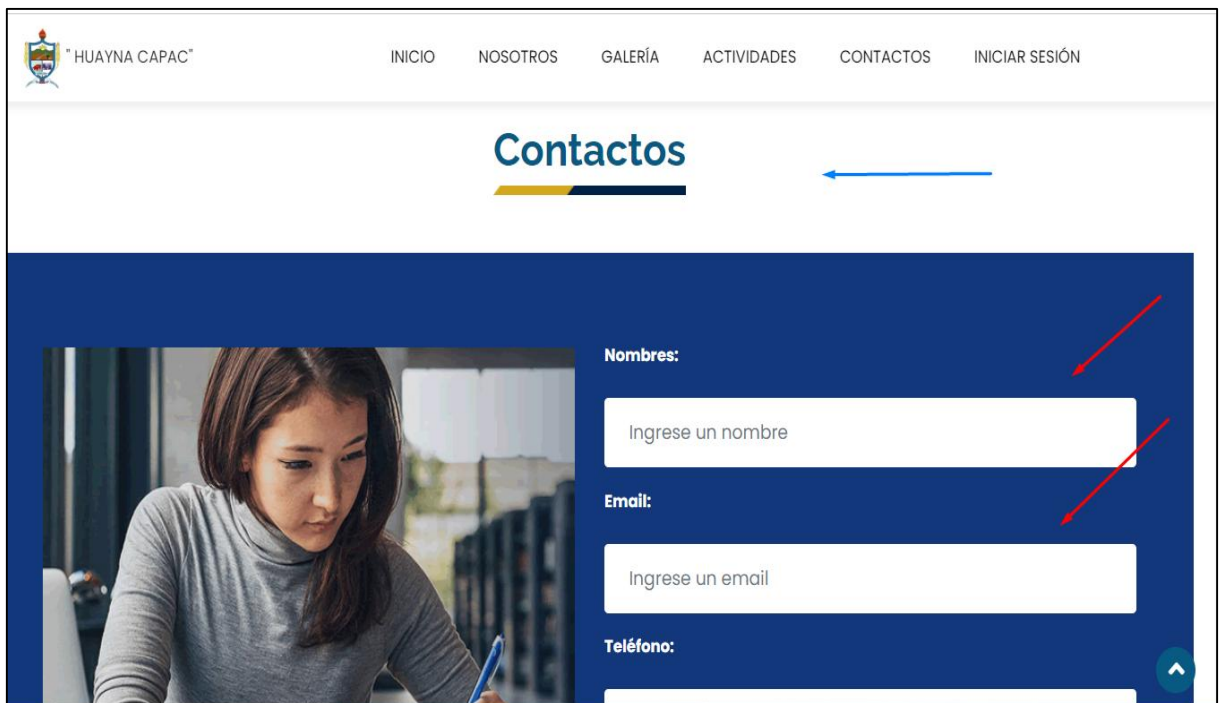 " HUAYNA CAPAC" INICIO NOSOTROS GALERÍA ACTIVIDADES CONTACTOS INICIAR SESIÓN
Contactos
Nombres:
Ingrese un nombre
Email:
Ingrese un email
Teléfono: